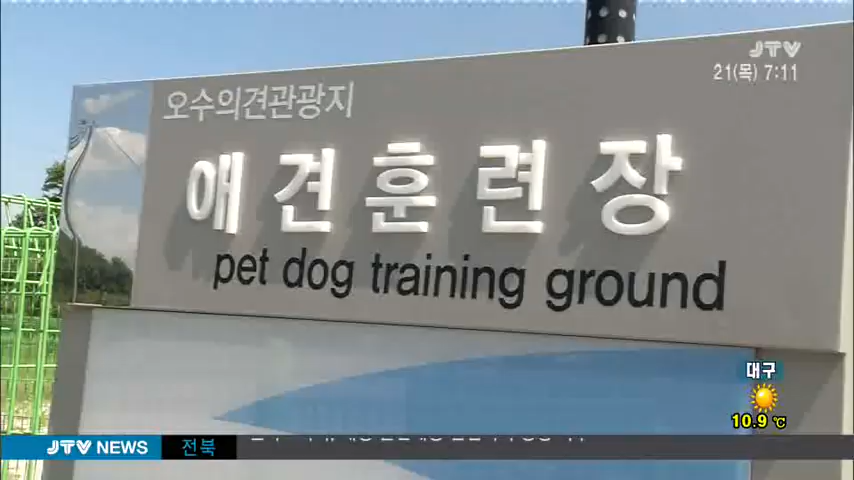 JTV
21(목) 7:11
오수의견관광지
애견훈련장
pet dog training ground
대구
10.9 ℃
JTV NEWS 전북